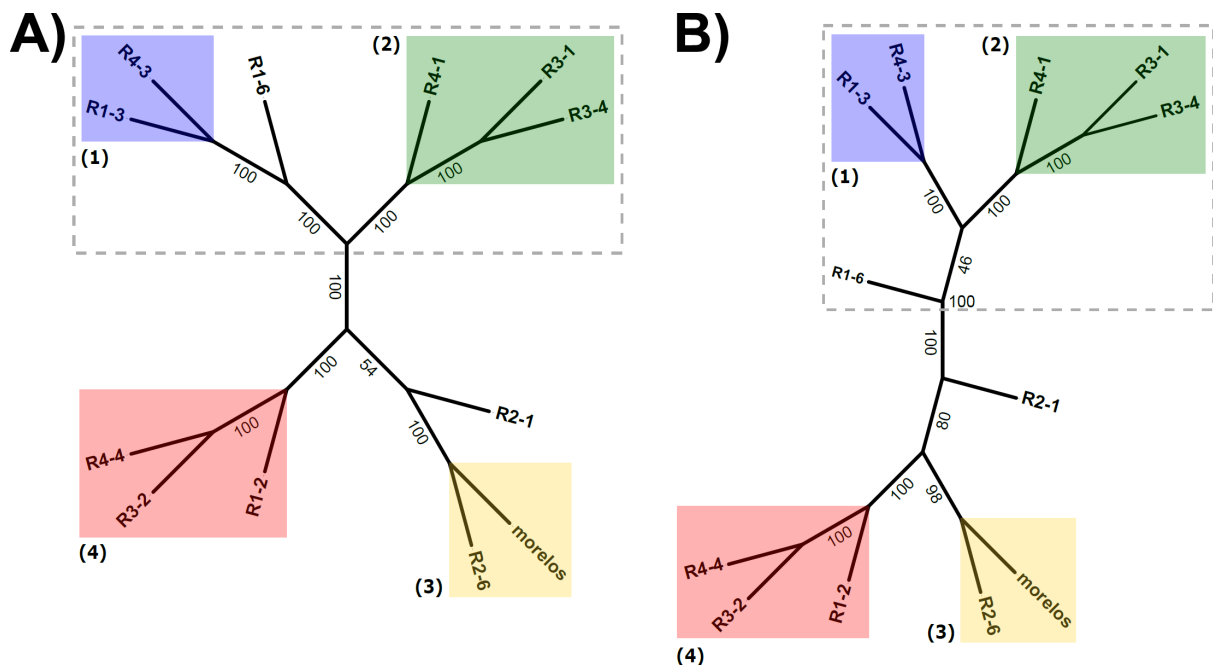 A)
R4-3
R1-3
(1)
R1-6
(2)
R4-1
R3-1
R3-4
100
100
100
100
100
100
54
100
100
R2-1
R4-4
R3-2
R1-2
(4)
R2-6
morelos
(3)
B)
R4-3
R1-3
(1)
(2)
R4-1
R3-1
R3-4
100
100
100
46
R1-6
100
100
R2-1
80
100
98
100
R4-4
R3-2
R1-2
(4)
R2-6
morelos
(3)